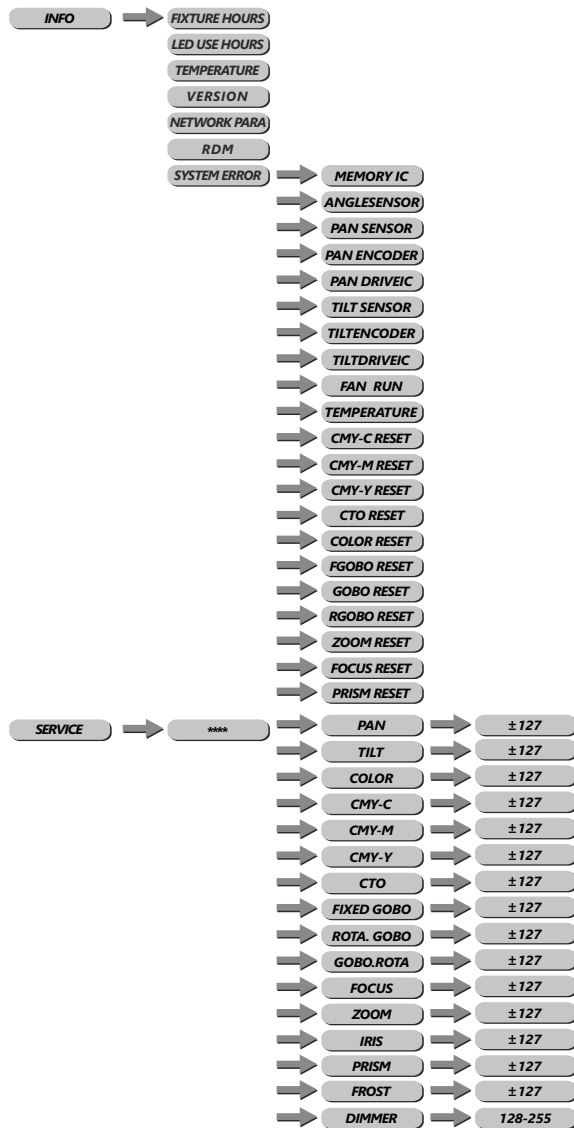 INFO FIXTURE HOURS
LED USE HOURS
TEMPERATURE
VERSION
NETWORK PARA
RDM
SYSTEM ERROR MEMORY IC
ANGLESENSOR
PAN SENSOR
PAN ENCODER
PAN DRIVEIC
TILT SENSOR
TILTENCODER
TILTDRIVEIC
FAN RUN
TEMPERATURE
CMY-C RESET
CMY-M RESET
CMY-Y RESET
CTO RESET
COLOR RESET
FGOBO RESET
GOBO RESET
RGOBO RESET
ZOOM RESET
FOCUS RESET
PRISM RESET
SERVICE **** PAN ±127
TILT ±127
COLOR ±127
CMY-C ±127
CMY-M ±127
CMY-Y ±127
CTO ±127
FIXED GOBO ±127
ROTA. GOBO ±127
GOBO.ROTA ±127
FOCUS ±127
ZOOM ±127
IRIS ±127
PRISM ±127
FROST ±127
DIMMER 128-255